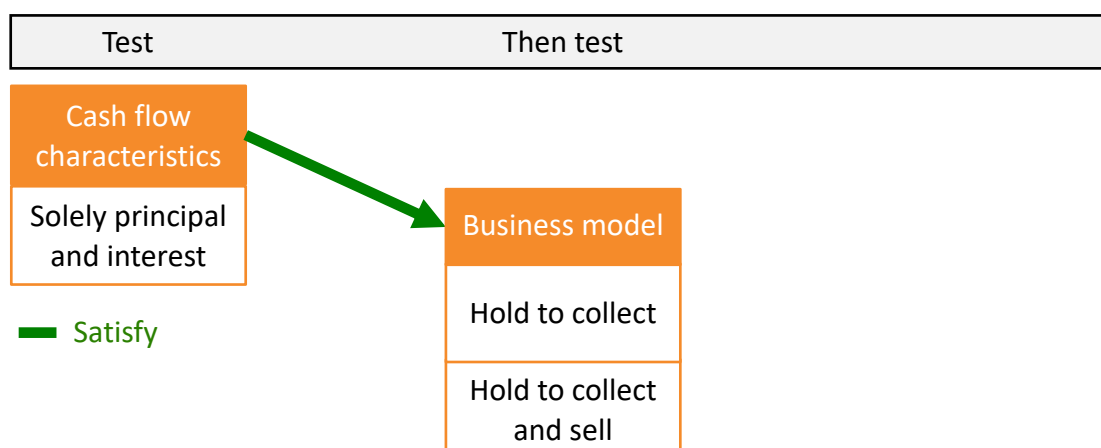 Test
Then test
Cash flow
characteristics
Solely principal
and interest
Satisfy
Business model
Hold to collect
Hold to collect
and sell